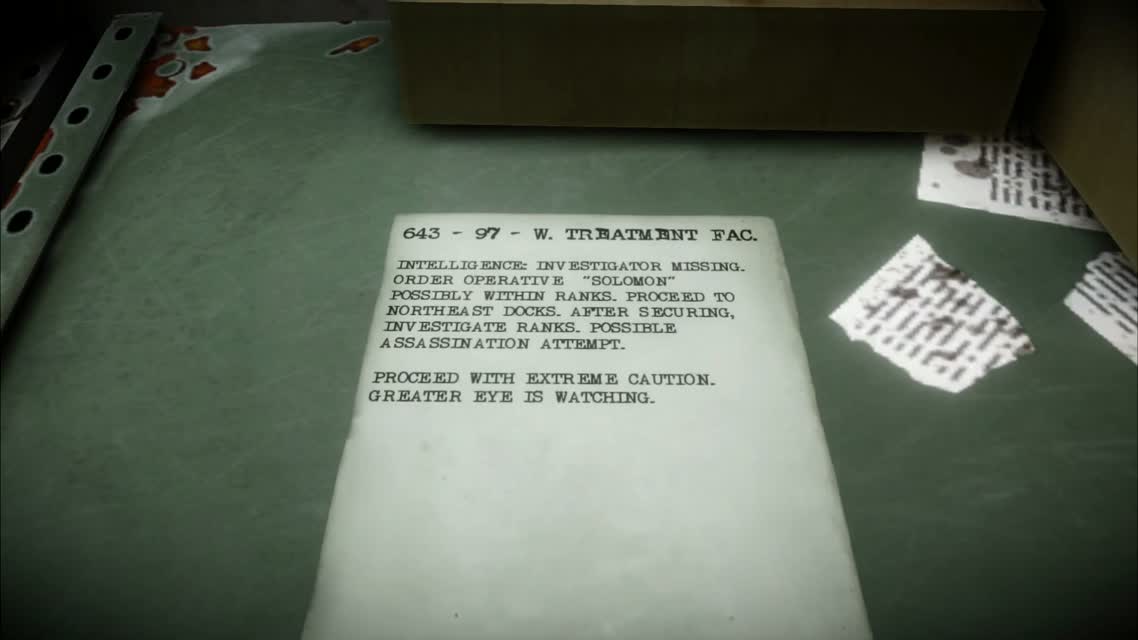 643 - 97 - W. TREATMENT FAC.
INTELLIGENCE: INVESTIGATOR MISSING.
ORDER OPERATIVE "SOLOMON"
POSSIBLY WITHIN RANKS. PROCEED TO
NORTHEAST DOCKS. AFTER SECURING,
INVESTIGATE RANKS. POSSIBLE
ASSASSINATION ATTEMPT.
PROCEED WITH EXTREME CAUTION.
GREATER EYE IS WATCHING.